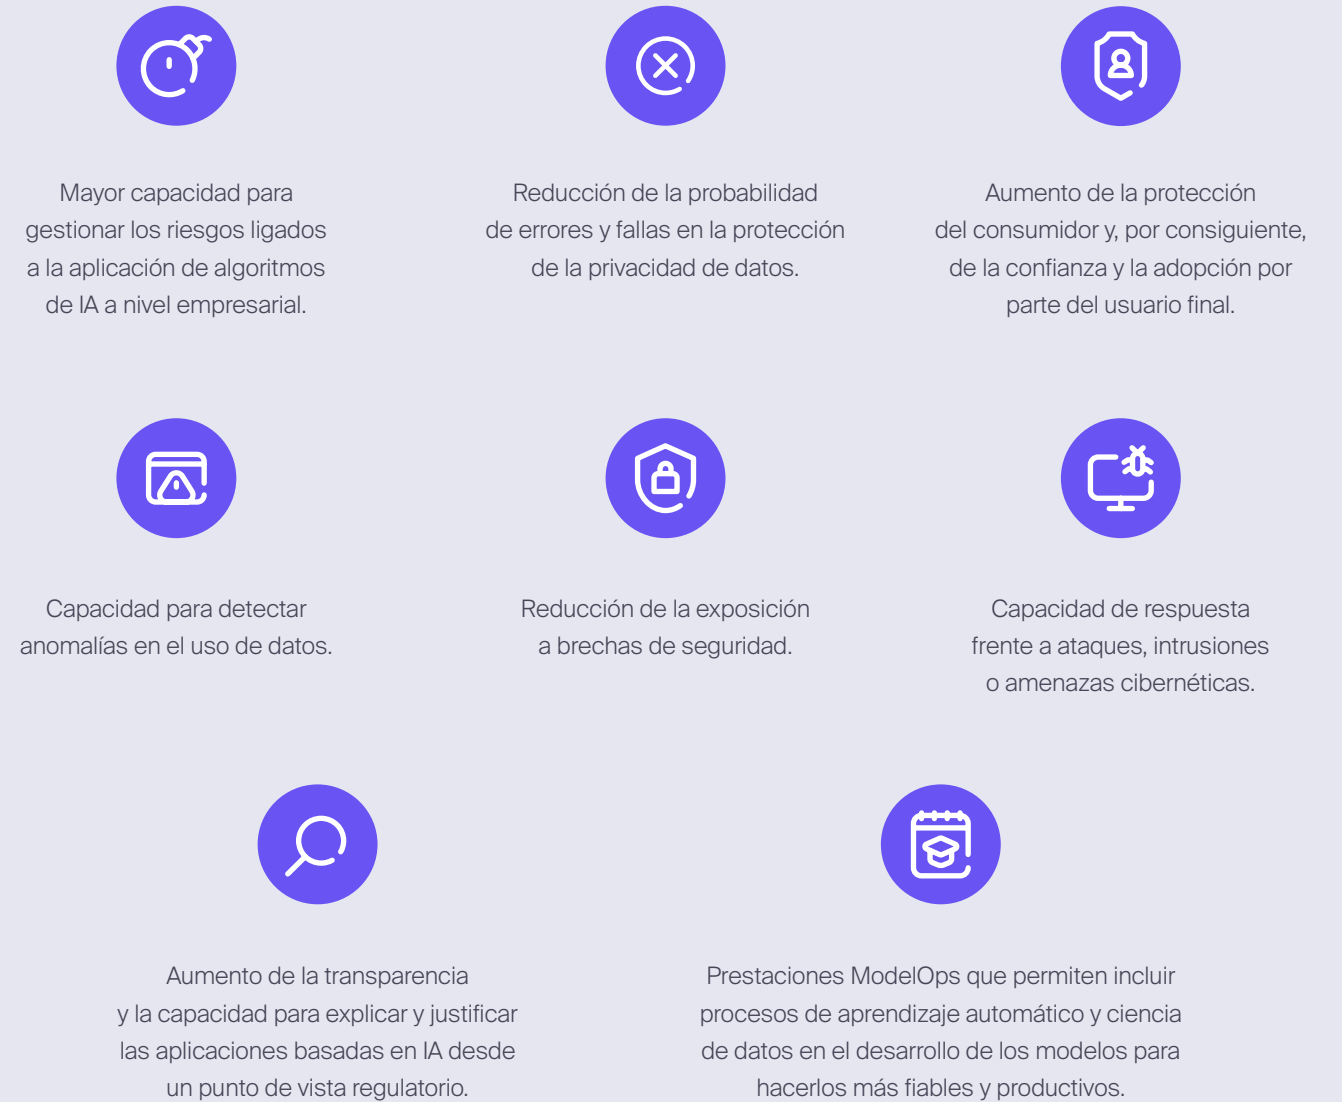 Mayor capacidad para
gestionar los riesgos ligados
a la aplicación de algoritmos
de IA a nivel empresarial.
Reducción de la probabilidad
de errores y fallas en la protección
de la privacidad de datos.
Aumento de la protección
del consumidor y, por consiguiente,
de la confianza y la adopción por
parte del usuario final.
Capacidad para detectar
anomalías en el uso de datos.
Reducción de la exposición
a brechas de seguridad.
Capacidad de respuesta
frente a ataques, intrusiones
o amenazas cibernéticas.
Aumento de la transparencia
y la capacidad para explicar y justificar
las aplicaciones basadas en IA desde
un punto de vista regulatorio.
Prestaciones ModelOps que permiten incluir
procesos de aprendizaje automático y ciencia
de datos en el desarrollo de los modelos para
hacerlos más fiables y productivos.